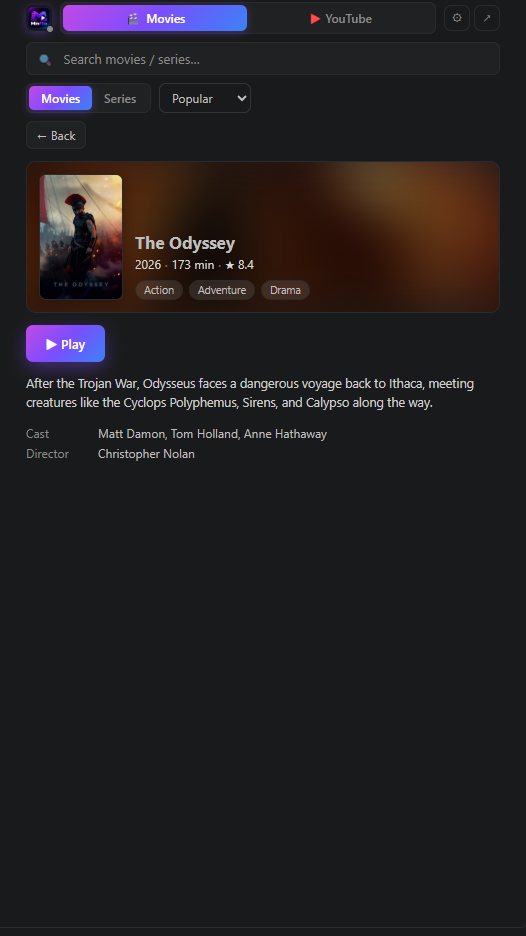 Movies
YouTube
Search movies / series...
Movies
Series
Popular
← Back
THE ODYSSEY
The Odyssey
2026 · 173 min · ★ 8.4
Action
Adventure
Drama
▶ Play
After the Trojan War, Odysseus faces a dangerous voyage back to Ithaca, meeting
creatures like the Cyclops Polyphemus, Sirens, and Calypso along the way.
Cast Matt Damon, Tom Holland, Anne Hathaway
Director Christopher Nolan